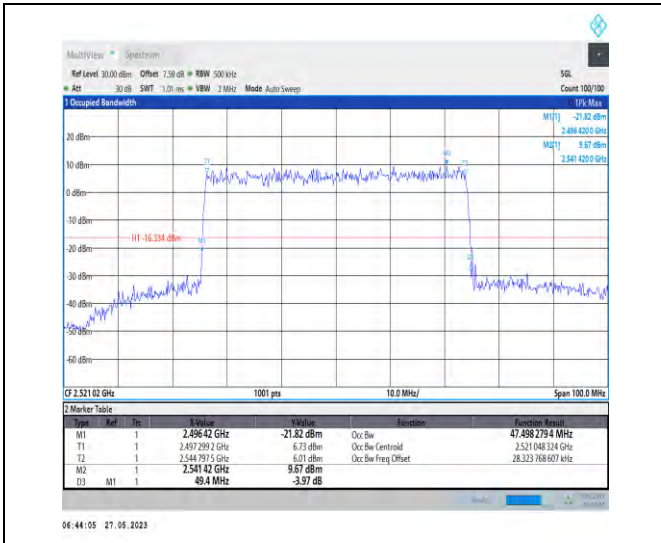 MultiView Spectrum
Ref Level 30.00 dBm Offset 7.58 dB RBW 500 kHz SGL
Att 30 dB SWT 1.01 ms VBW 2 MHz Mode Auto Sweep Count 100/100
1 Occupied Bandwidth 1Pk Max
M1[1] -21.82 dBm
2.496 4200 GHz
M2[1] 9.67 dBm
2.541 4200 GHz
20 dBm
M2
T1 T2
10 dBm
0 dBm
-10 dBm
H1 -16.334 dBm M1
-20 dBm
-30 dBm
-40 dBm
-50 dBm
-60 dBm
CF 2.521 02 GHz 1001 pts 10.0 MHz/ Span 100.0 MHz
2 Marker Table
Type Ref Trc X-Value Y-Value Function Function Result
M1 1 2.496 42 GHz -21.82 dBm Occ Bw 47.498 279 4 MHz
T1 1 2.497 299 2 GHz 6.73 dBm Occ Bw Centroid 2.521 048 324 GHz
T2 1 2.544 797 5 GHz 6.01 dBm Occ Bw Freq Offset 28.323 768 607 kHz
M2 1 2.541 42 GHz 9.67 dBm
D3 M1 1 49.4 MHz -3.97 dB
06:44:05 27.05.2023